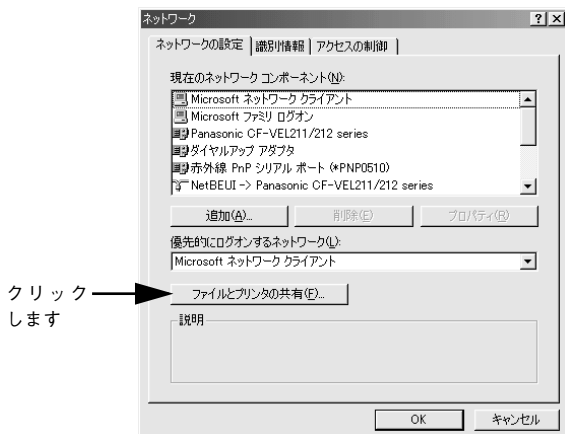 ネットワーク
ネットワークの設定 識別情報 アクセスの制御
現在のネットワーク コンポーネント(N):
Microsoft ネットワーク クライアント
Microsoft ファミリ ログオン
Panasonic CF-VEL211/212 series
ダイヤルアップ アダプタ
赤外線 PnP シリアル ポート (*PNP0510)
NetBEUI -> Panasonic CF-VEL211/212 series
追加(A)... 削除(E) プロパティ(R)
優先的にログオンするネットワーク(L):
Microsoft ネットワーク クライアント
クリック
します
ファイルとプリンタの共有(F)...
説明
OK キャンセル